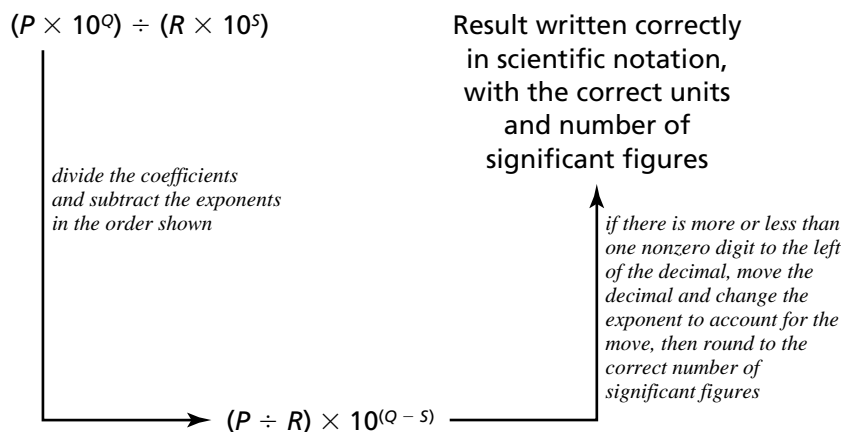 (P × 10^Q) ÷ (R × 10^S)
Result written correctly
in scientific notation,
with the correct units
and number of
significant figures
divide the coefficients
and subtract the exponents
in the order shown
if there is more or less than
one nonzero digit to the left
of the decimal, move the
decimal and change the
exponent to account for the
move, then round to the
correct number of
significant figures
(P ÷ R) × 10^(Q − S)